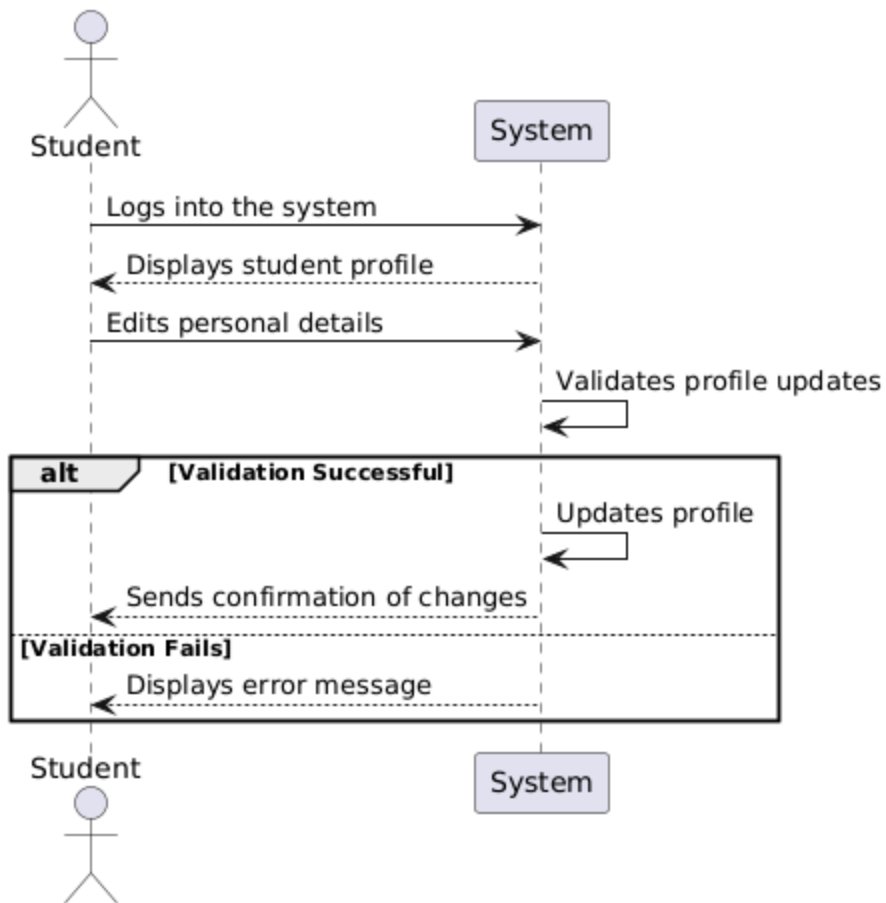 Student
System
Logs into the system
Displays student profile
Edits personal details
Validates profile updates
alt
[Validation Successful]
Updates profile
Sends confirmation of changes
[Validation Fails]
Displays error message
Student
System